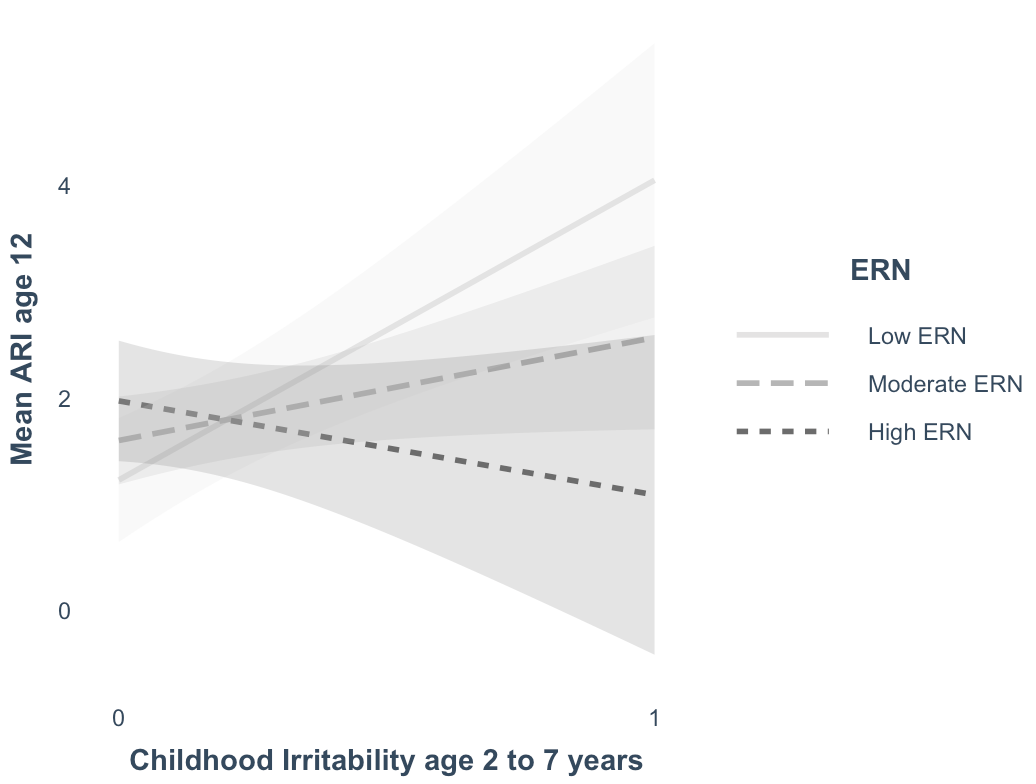 Mean ARI age 12
4
2
0
0
1
Childhood Irritability age 2 to 7 years
ERN
Low ERN
Moderate ERN
High ERN